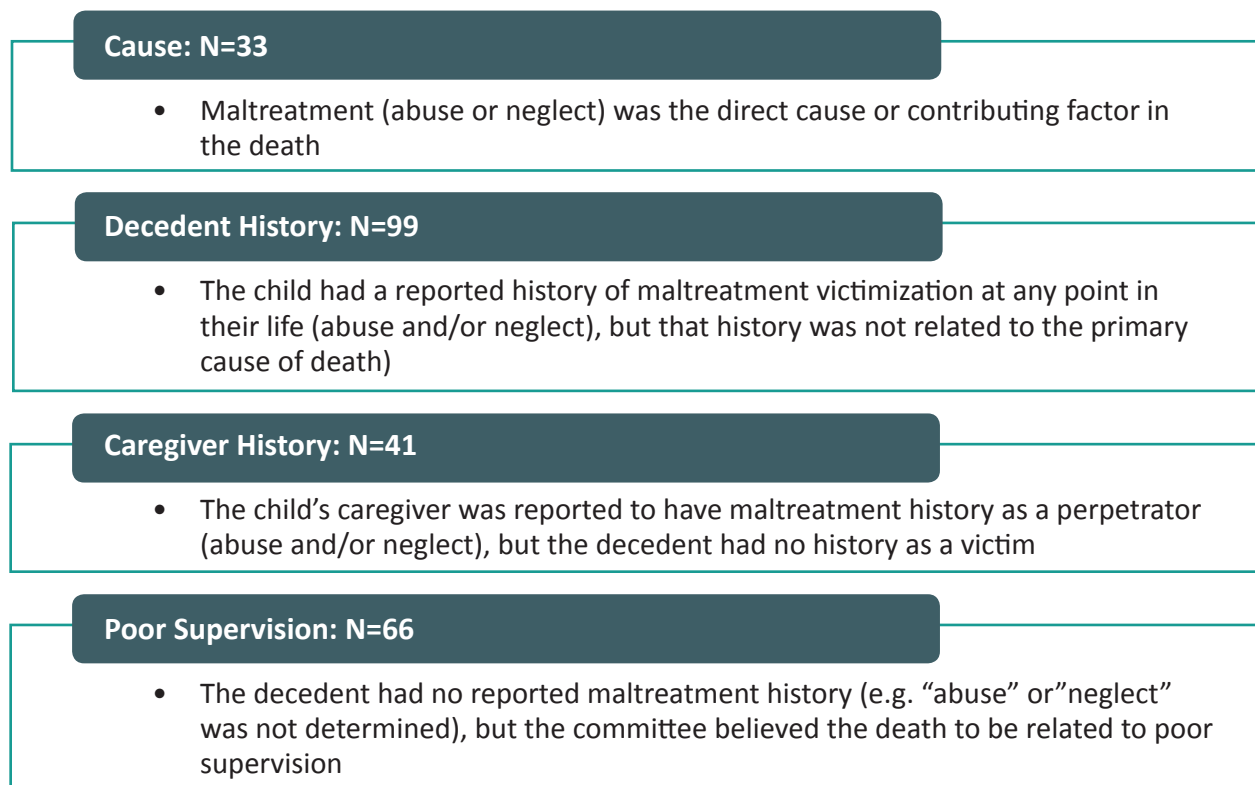 Cause: N=33
• Maltreatment (abuse or neglect) was the direct cause or contributing factor in
the death
Decedent History: N=99
• The child had a reported history of maltreatment victimization at any point in
their life (abuse and/or neglect), but that history was not related to the primary
cause of death)
Caregiver History: N=41
• The child’s caregiver was reported to have maltreatment history as a perpetrator
(abuse and/or neglect), but the decedent had no history as a victim
Poor Supervision: N=66
• The decedent had no reported maltreatment history (e.g. “abuse” or”neglect”
was not determined), but the committee believed the death to be related to poor
supervision